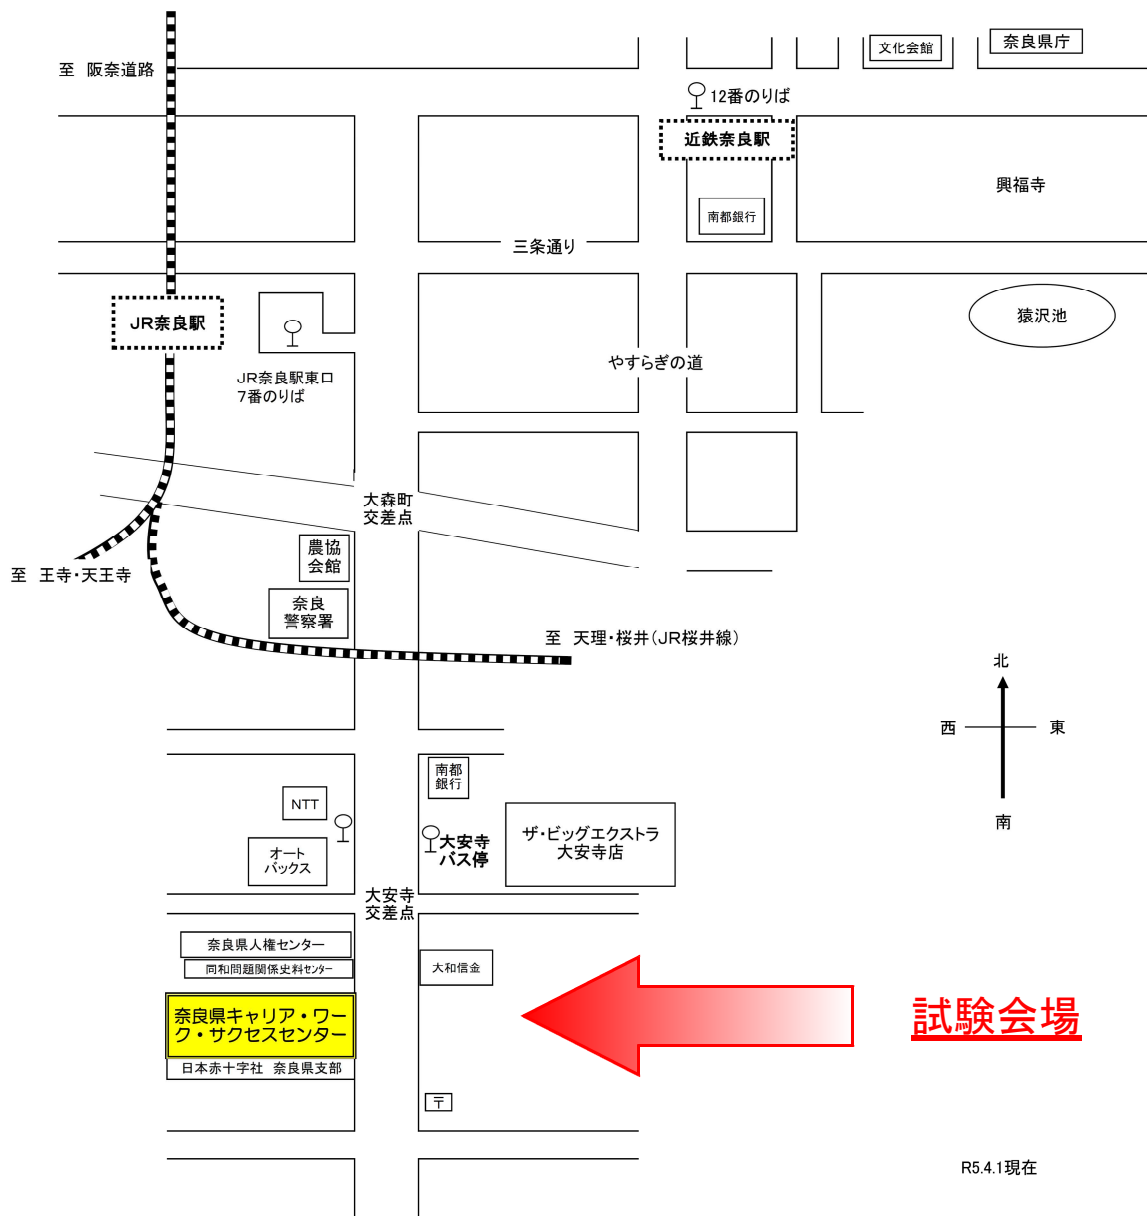 文化会館
奈良県庁
至 阪奈道路
12番のりば
近鉄奈良駅
興福寺
南都銀行
三条通り
JR奈良駅
猿沢池
やすらぎの道
JR奈良駅東口
7番のりば
大森町
交差点
農協
会館
至 王寺・天王寺
奈良
警察署
至 天理・桜井(JR桜井線)
北
西
東
南
南都
銀行
NTT
大安寺
バス停
ザ・ビッグエクストラ
大安寺店
オート
バックス
大安寺
交差点
奈良県人権センター
同和問題関係史料センター
大和信金
奈良県キャリア・ワー
ク・サクセスセンター
試験会場
日本赤十字社 奈良県支部
〒
R5.4.1現在